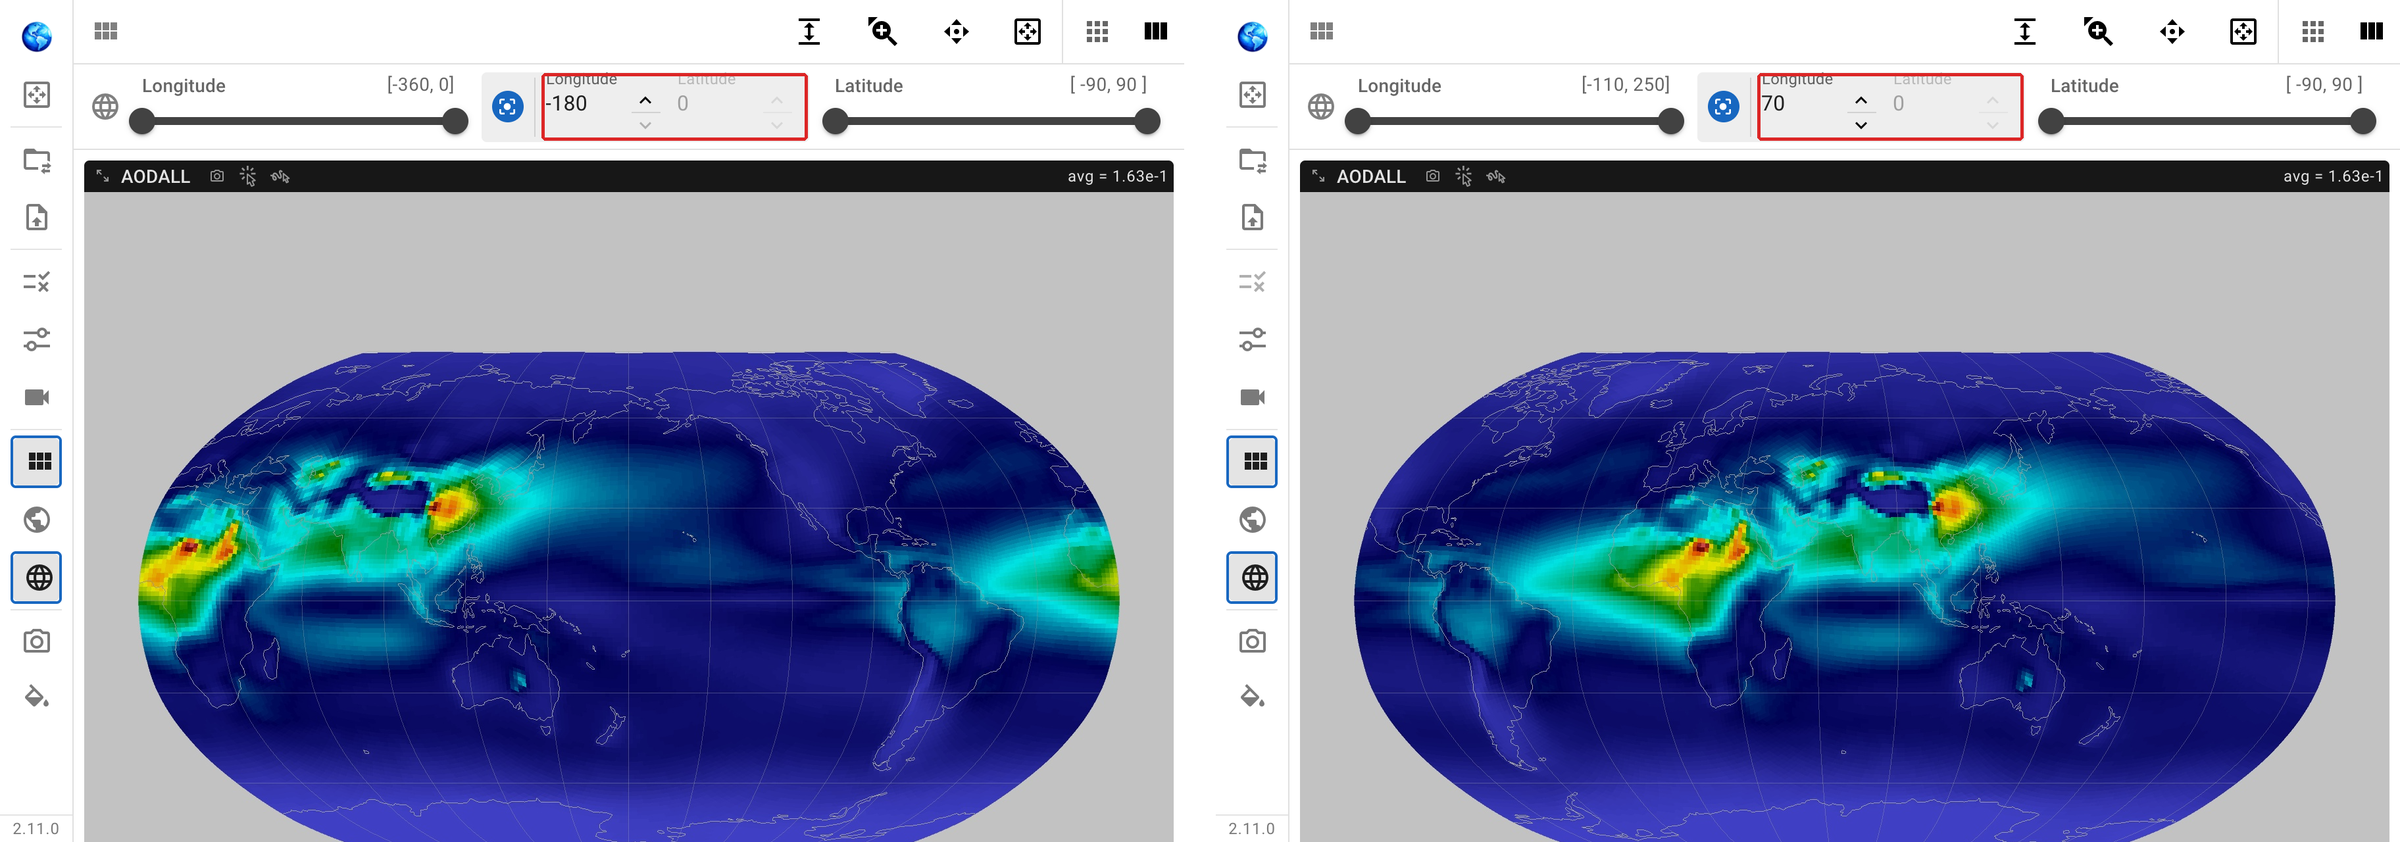 Longitude [-360, 0]
Longitude Latitude
-180 0
Latitude [ -90, 90 ]
AODALL avg = 1.63e-1
2.11.0
Longitude [-110, 250]
Longitude Latitude
70 0
Latitude [ -90, 90 ]
AODALL avg = 1.63e-1
2.11.0